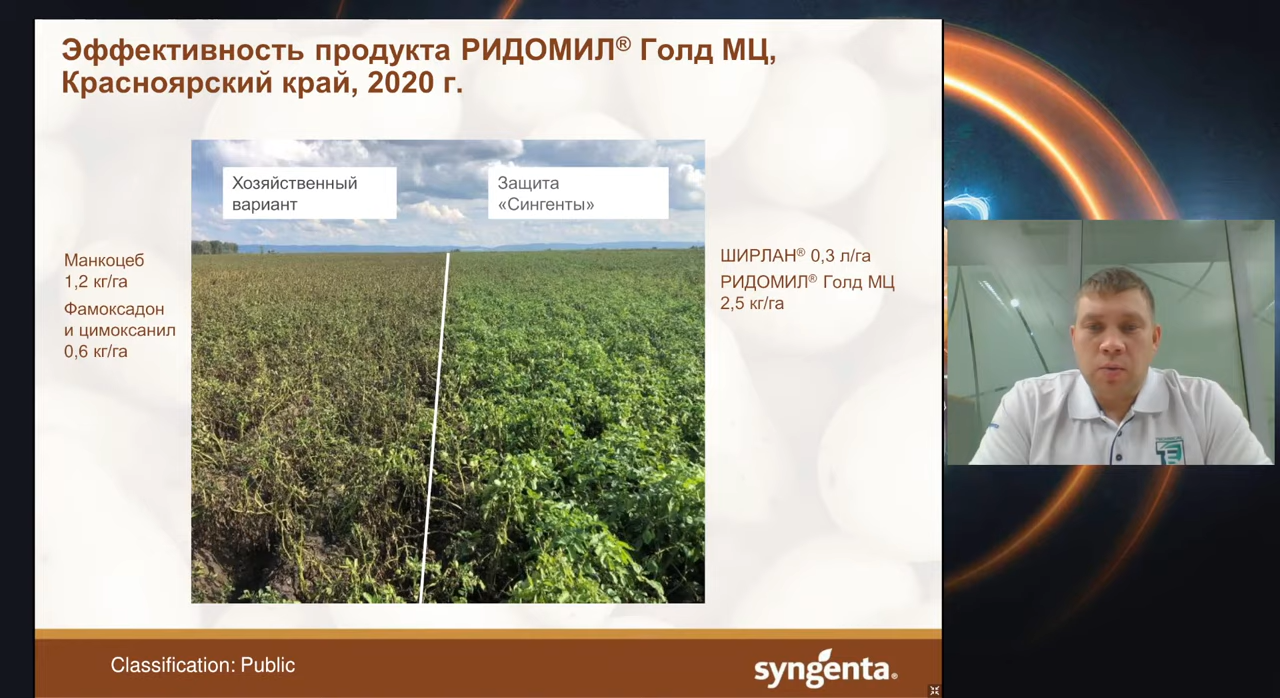 Эффективность продукта РИДОМИЛ® Голд МЦ,
Красноярский край, 2020 г.
Хозяйственный
вариант
Защита
«Сингенты»
Манкоцеб
1,2 кг/га
Фамоксадон
и цимоксанил
0,6 кг/га
ШИРЛАН® 0,3 л/га
РИДОМИЛ® Голд МЦ
2,5 кг/га
Classification: Public
syngenta®